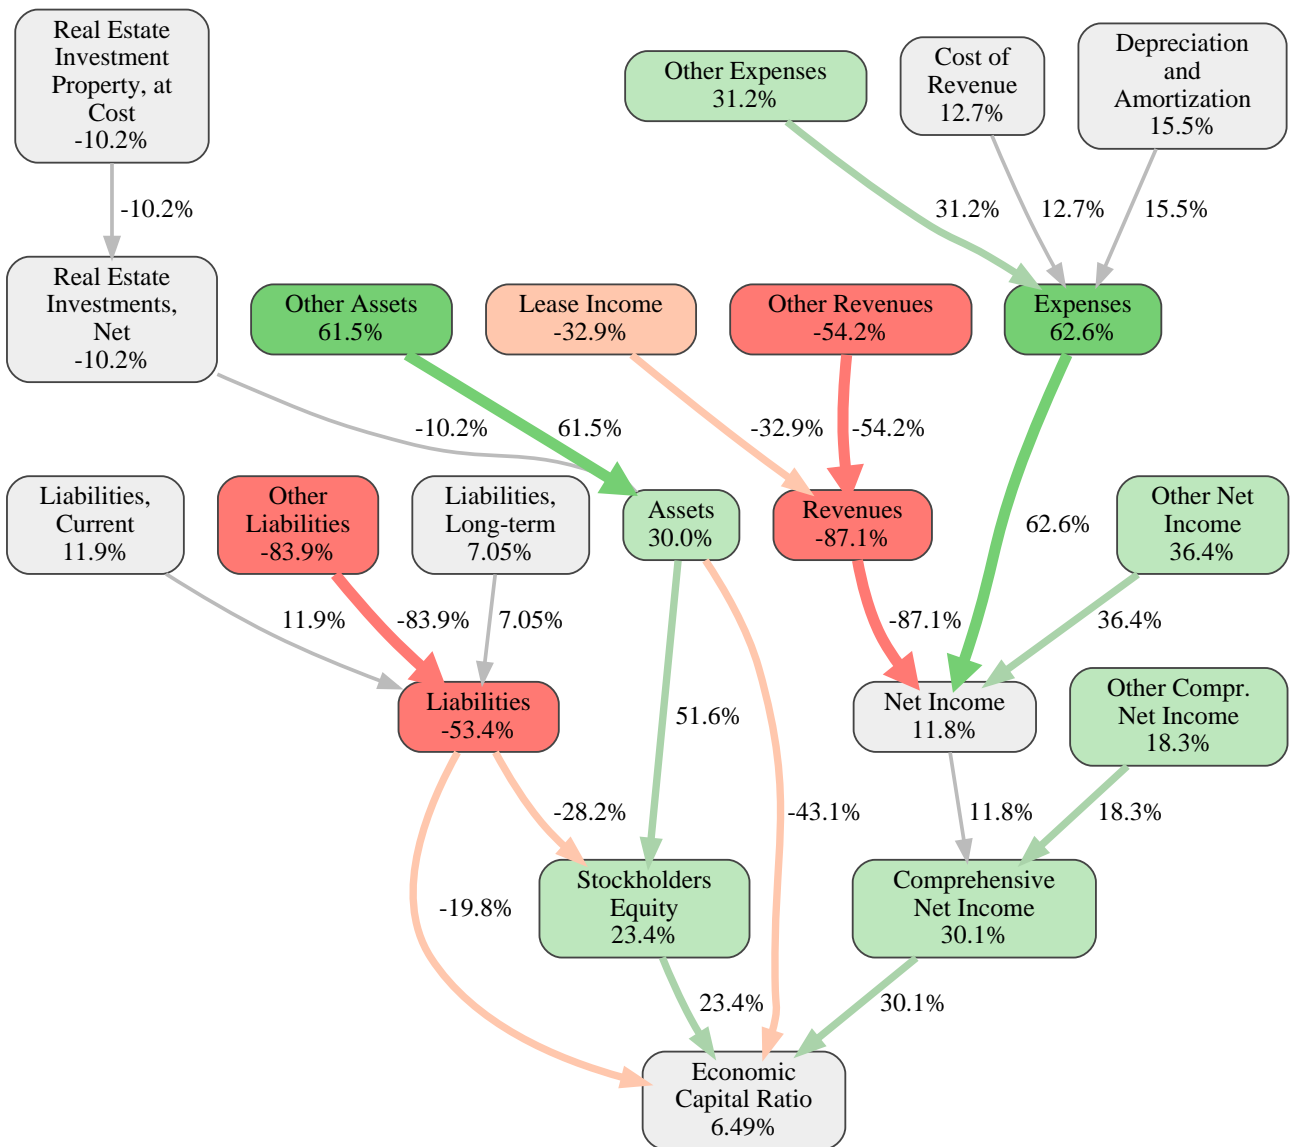 Real Estate
Investment
Property, at
Cost
-10.2%
Other Expenses
31.2%
Cost of
Revenue
12.7%
Depreciation
and
Amortization
15.5%
-10.2%
31.2%
12.7%
15.5%
Real Estate
Investments,
Net
-10.2%
Other Assets
61.5%
Lease Income
-32.9%
Other Revenues
-54.2%
Expenses
62.6%
-10.2%
61.5%
-32.9%
-54.2%
62.6%
Liabilities,
Current
11.9%
Other
Liabilities
-83.9%
Liabilities,
Long-term
7.05%
Assets
30.0%
Revenues
-87.1%
Other Net
Income
36.4%
11.9%
-83.9%
7.05%
-87.1%
36.4%
Liabilities
-53.4%
51.6%
Net Income
11.8%
Other Compr.
Net Income
18.3%
-28.2%
-43.1%
11.8%
18.3%
-19.8%
Stockholders
Equity
23.4%
Comprehensive
Net Income
30.1%
23.4%
30.1%
Economic
Capital Ratio
6.49%